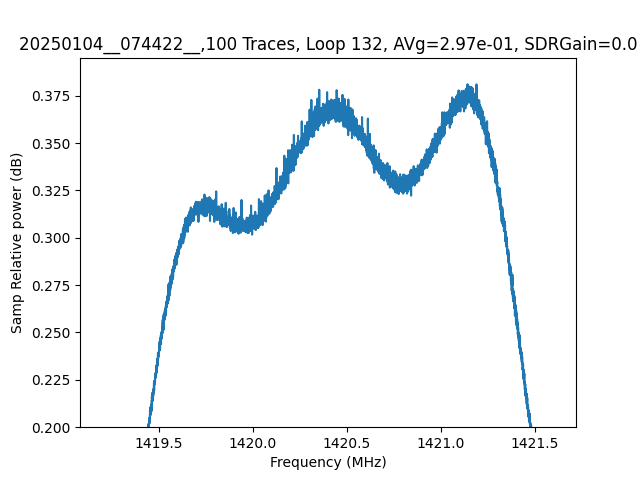 20250104__074422__,100 Traces, Loop 132, AVg=2.97e-01, SDRGain=0.0
0.375
0.350
0.325
0.300
0.275
0.250
0.225
0.200
Samp Relative power (dB)
1419.5 1420.0 1420.5 1421.0 1421.5
Frequency (MHz)